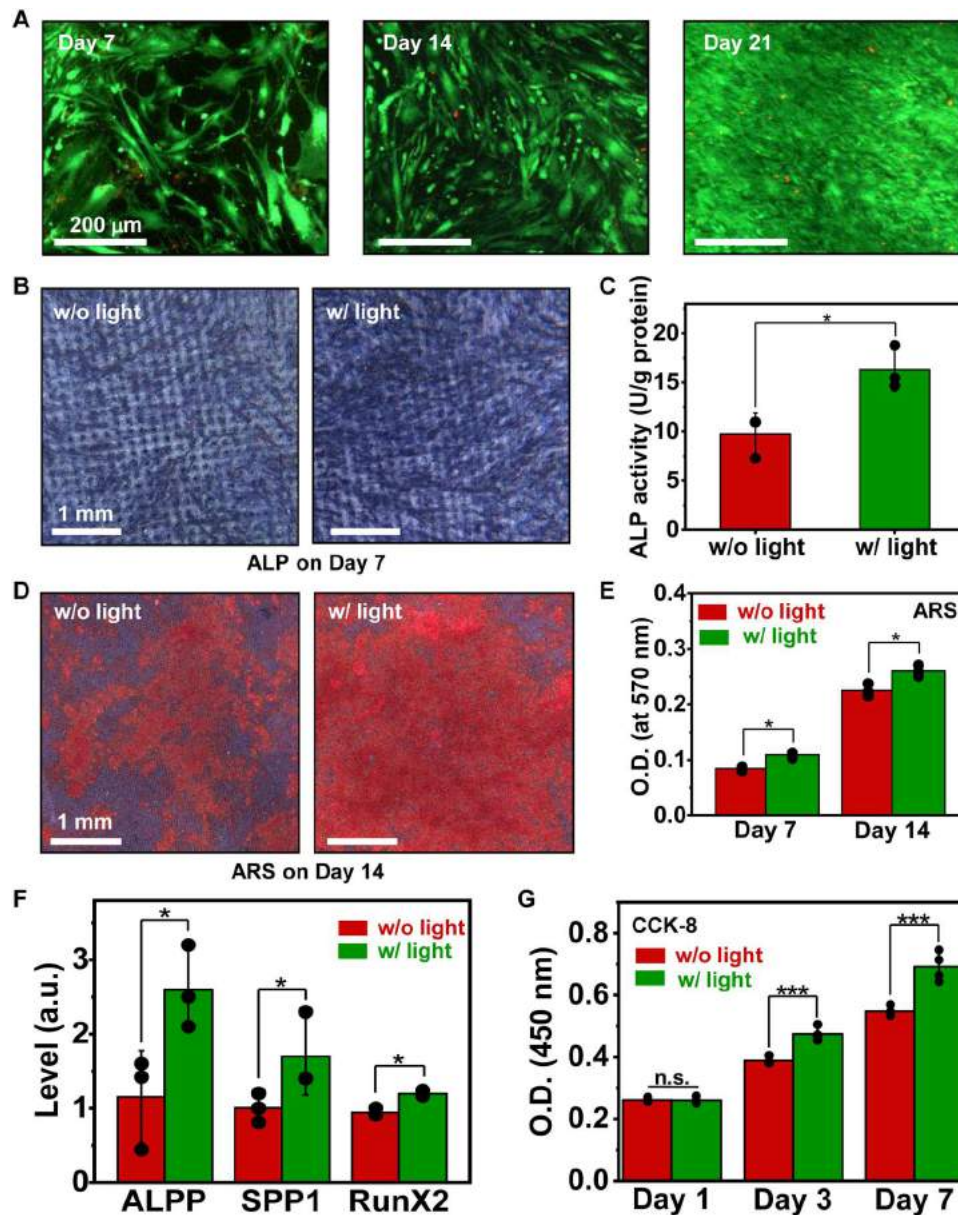 A
Day 7
Day 14
Day 21
200 µm
B
w/o light
w/ light
1 mm
ALP on Day 7
C
ALP activity (U/g protein)
20
15
10
5
0
*
w/o light
w/ light
D
w/o light
w/ light
1 mm
ARS on Day 14
E
O.D. (at 570 nm)
0.4
0.3
0.2
0.1
0.0
w/o light
w/ light
ARS
*
*
Day 7
Day 14
F
Level (a.u.)
3
2
1
0
w/o light
w/ light
*
*
*
ALPP
SPP1
RunX2
G
O.D. (450 nm)
0.8
0.6
0.4
0.2
0.0
CCK-8
w/o light
w/ light
n.s.
***
***
Day 1
Day 3
Day 7